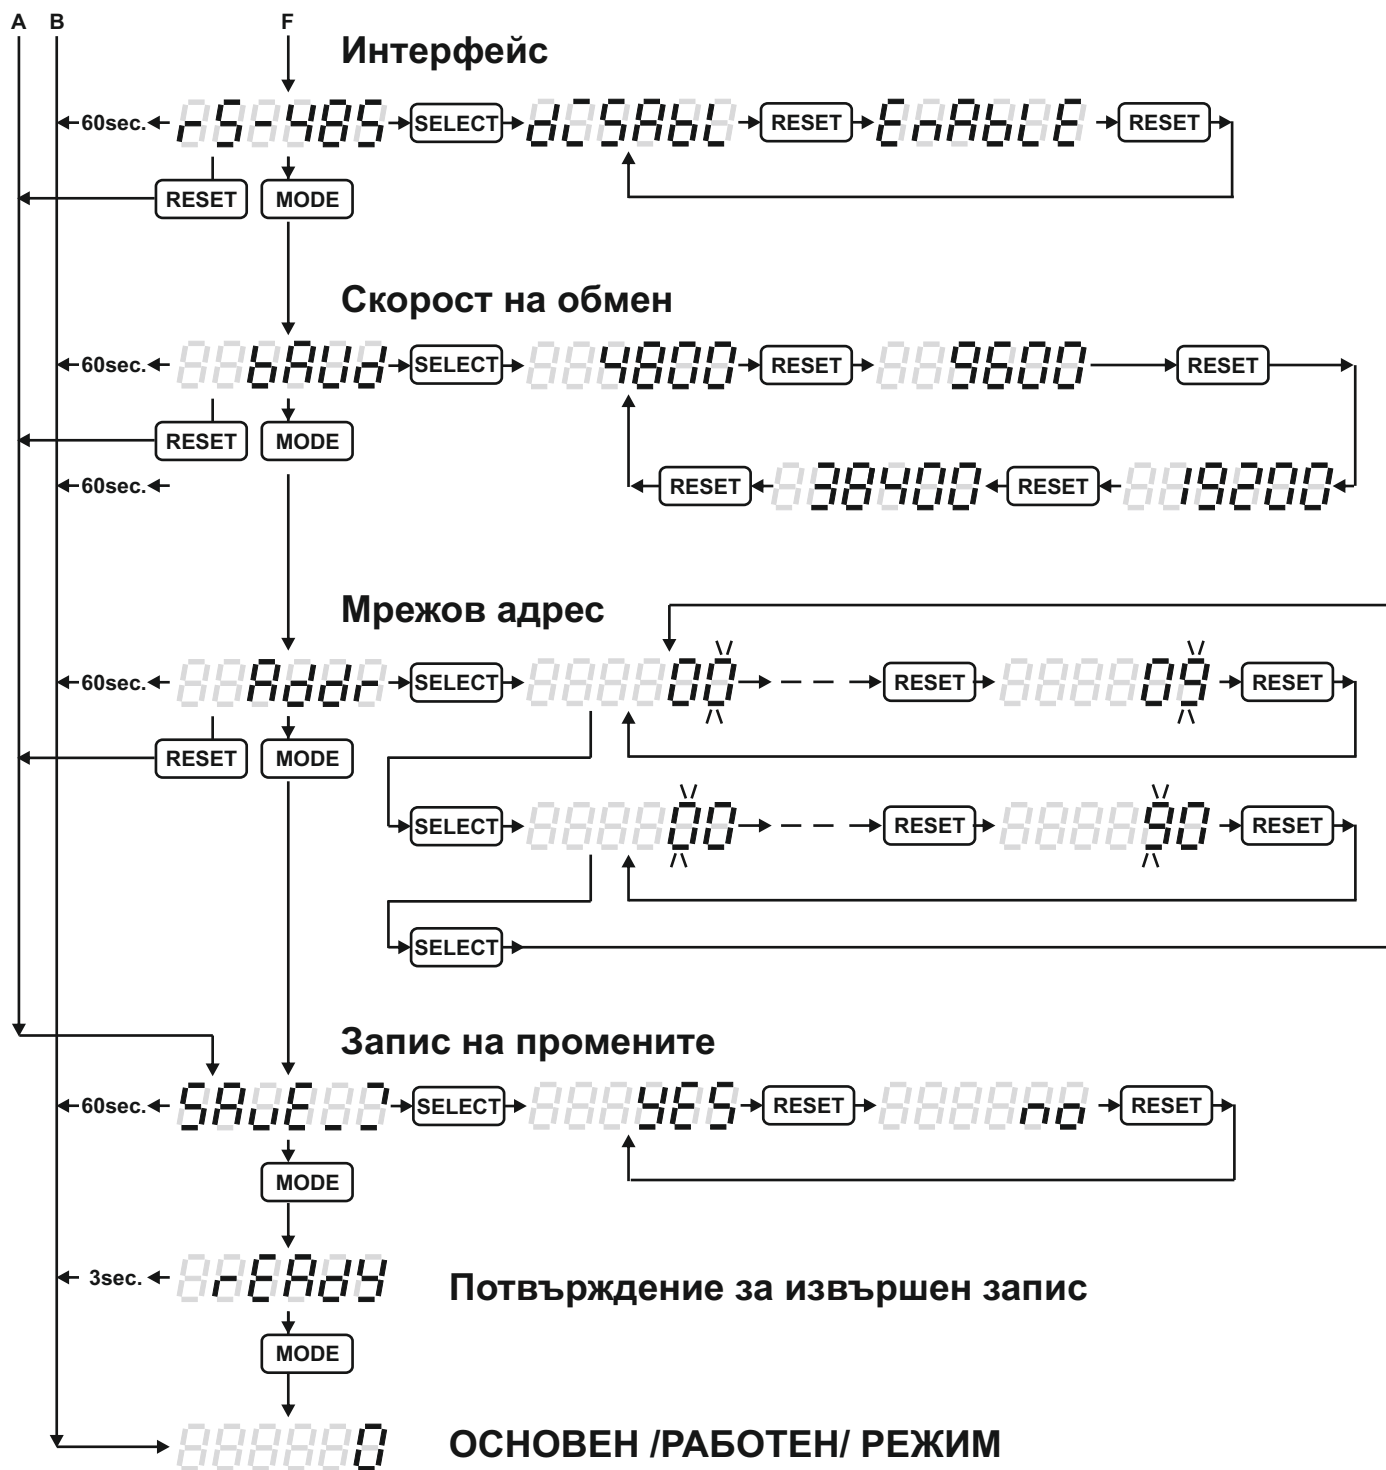 A B F
Интерфейс
60sec. rS-485 SELECT diSAbL RESET EnAbLE RESET
RESET MODE
Скорост на обмен
60sec. bAUd SELECT 4800 RESET 9600 RESET
RESET MODE
60sec. RESET 38400 RESET 19200
Мрежов адрес
60sec. Addr SELECT 00 RESET 09 RESET
RESET MODE
SELECT 00 RESET 90 RESET
SELECT
Запис на промените
60sec. SAvE_? SELECT YES RESET no RESET
MODE
3sec. rEAdY Потвърждение за извършен запис
MODE
0 ОСНОВЕН /РАБОТЕН/ РЕЖИМ